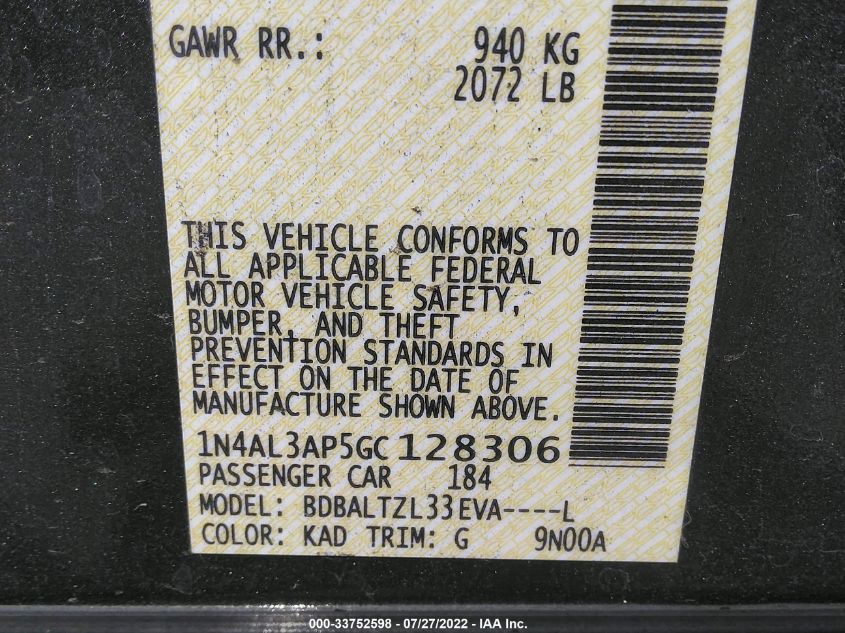 GAWR RR.: 940 KG
2072 LB
THIS VEHICLE CONFORMS TO
ALL APPLICABLE FEDERAL
MOTOR VEHICLE SAFETY,
BUMPER, AND THEFT
PREVENTION STANDARDS IN
EFFECT ON THE DATE OF
MANUFACTURE SHOWN ABOVE.
1N4AL3AP5GC128306
PASSENGER CAR 184
MODEL: BDBALTZL33EVA----L
COLOR: KAD TRIM: G 9N00A
000-33752598 - 07/27/2022 - IAA Inc.